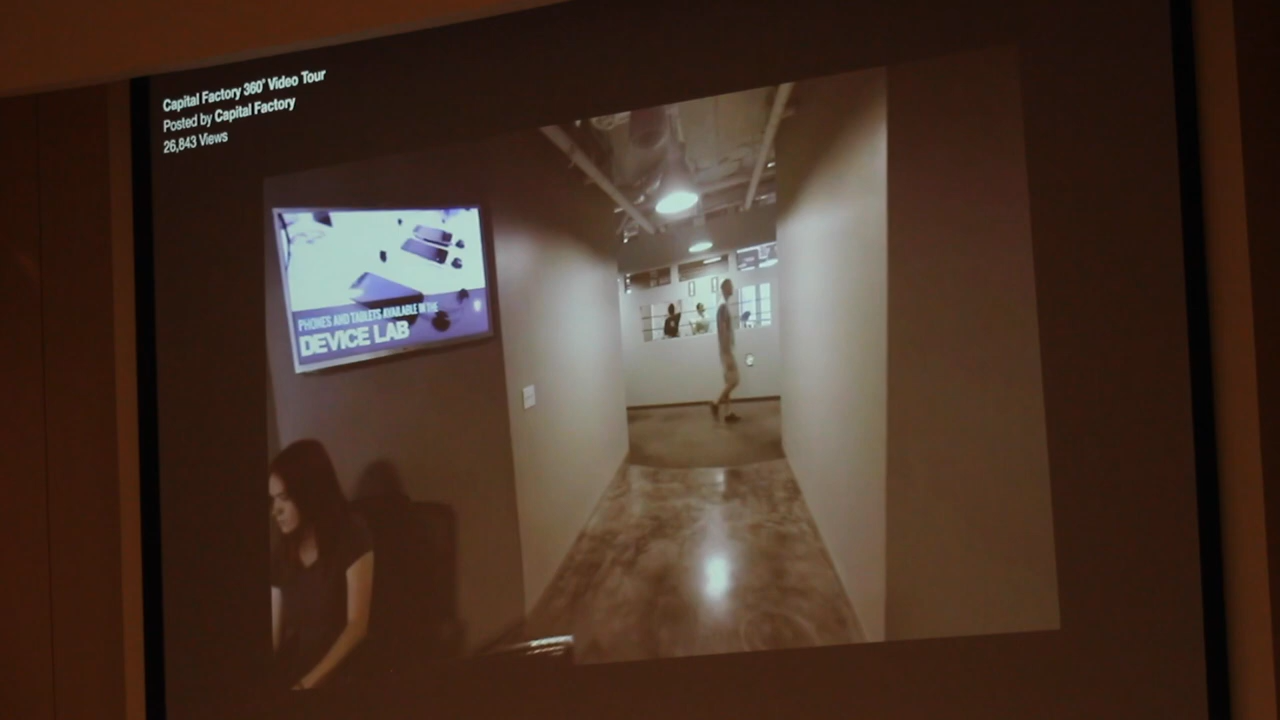 Capital Factory 360° Video Tour
Posted by Capital Factory
26,843 Views
PHONES AND TABLETS AVAILABLE IN THE
DEVICE LAB